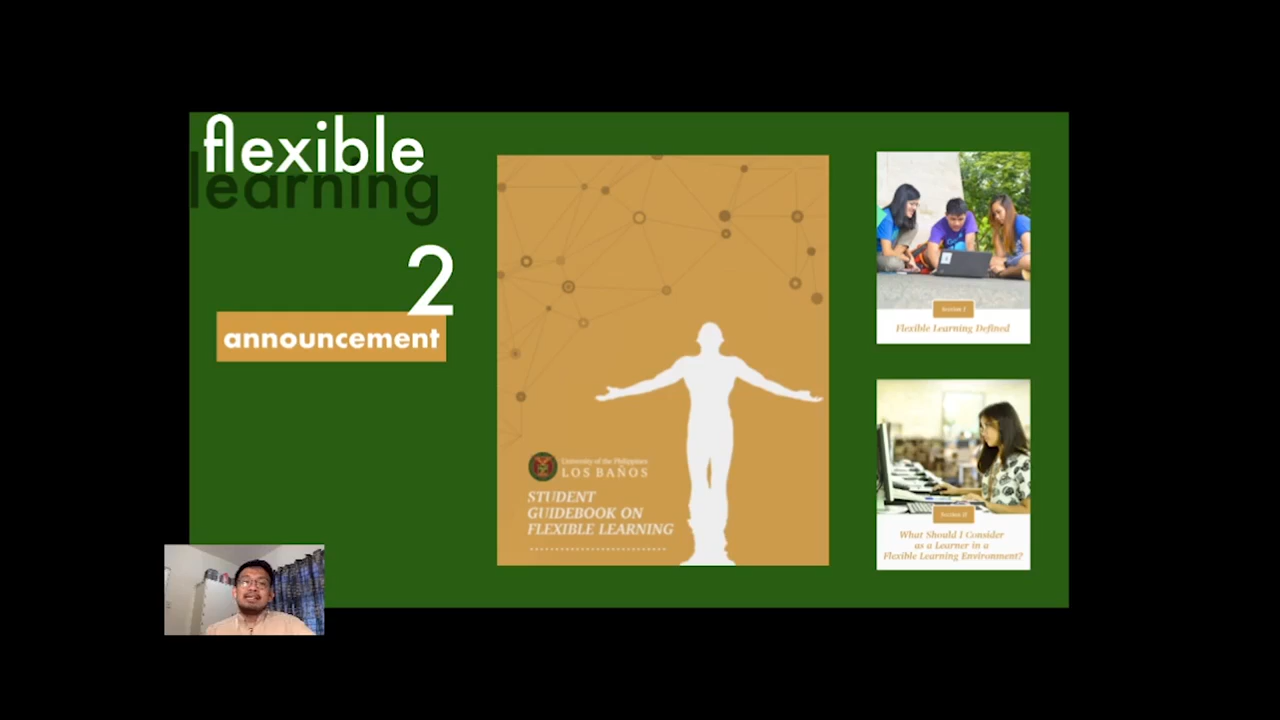 flexible
learning
2
announcement
University of the Philippines
LOS BAÑOS
STUDENT
GUIDEBOOK ON
FLEXIBLE LEARNING
Section I
Flexible Learning Defined
Section II
What Should I Consider
as a Learner in a
Flexible Learning Environment?